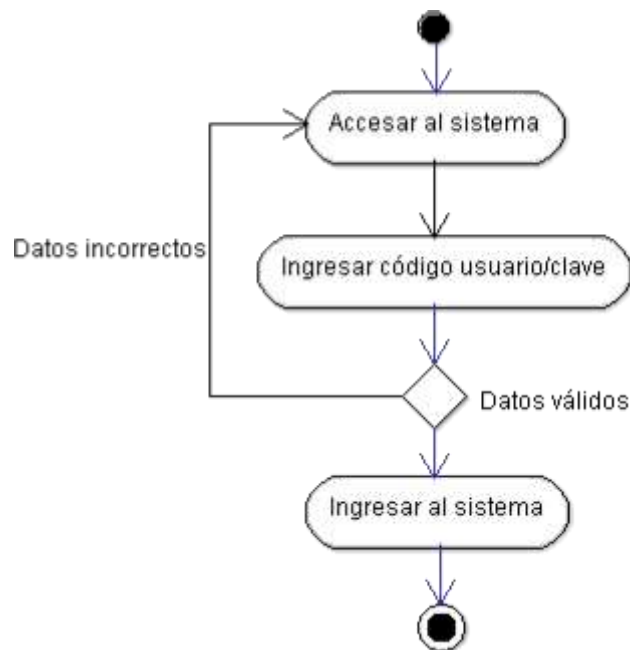 Accesar al sistema
Datos incorrectos
Ingresar código usuario/clave
Datos válidos
Ingresar al sistema